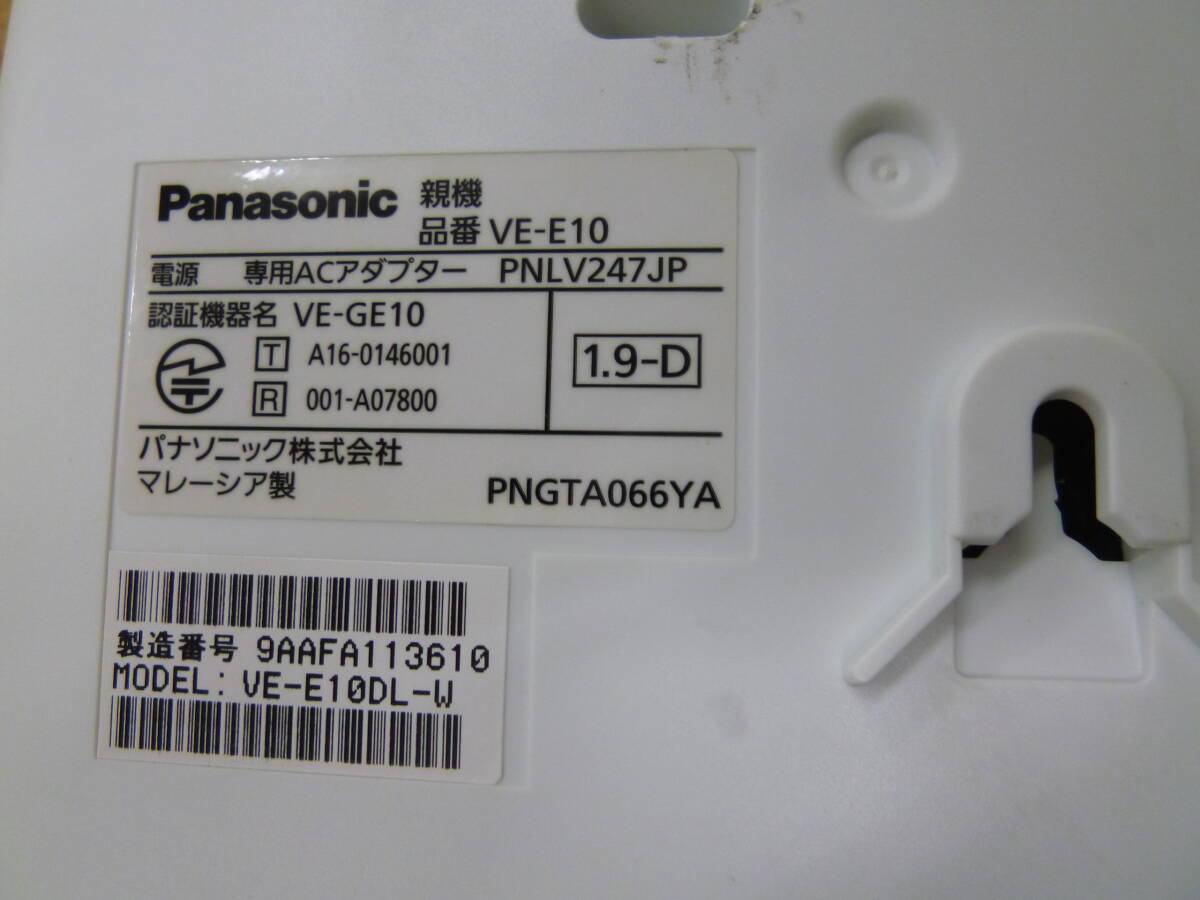 Panasonic 親機
品番 VE-E10
電源 専用ACアダプター PNLV247JP
認証機器名 VE-GE10
T A16-0146001
R 001-A07800
1.9-D
パナソニック株式会社
マレーシア製
PNGTA066YA
製造番号 9AAFA113610
MODEL: VE-E10DL-W